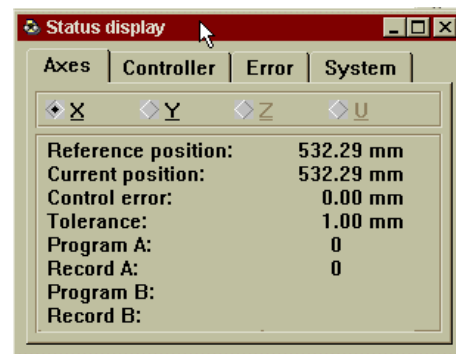 Status display
Axes Controller Error System
X Y Z U
Reference position: 532.29 mm
Current position: 532.29 mm
Control error: 0.00 mm
Tolerance: 1.00 mm
Program A: 0
Record A: 0
Program B:
Record B: